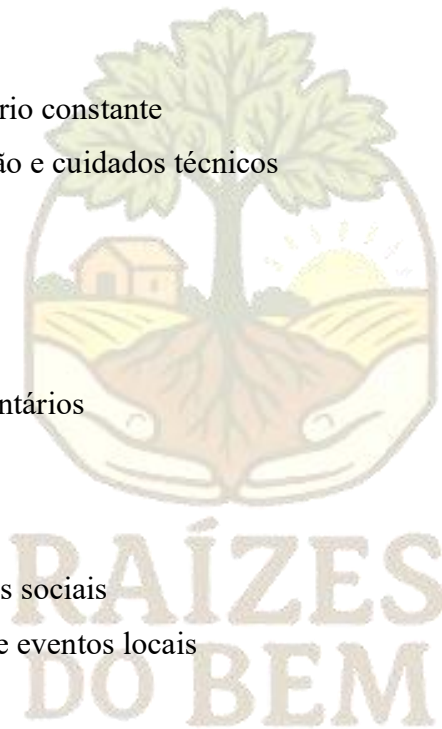 rio constante
ão e cuidados técnicos
ntários
s sociais
e eventos locais
RAÍZES
DO BEM